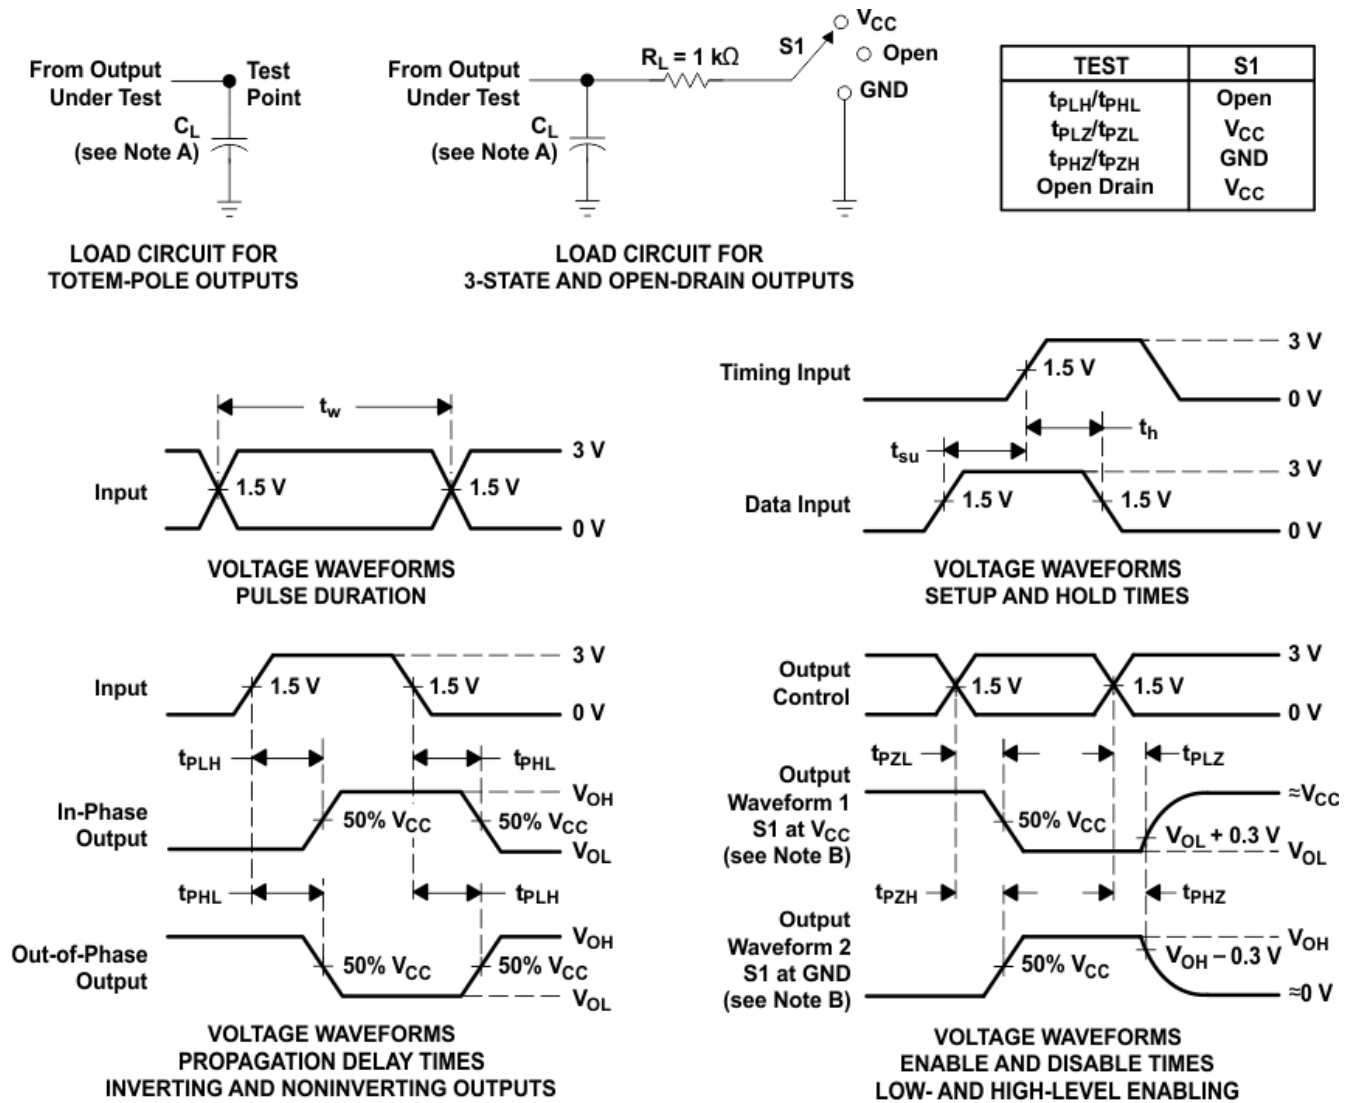 From Output
Under Test
Test
Point
CL
(see Note A)
LOAD CIRCUIT FOR
TOTEM-POLE OUTPUTS
From Output
Under Test
RL = 1 kΩ
S1
VCC
Open
GND
CL
(see Note A)
LOAD CIRCUIT FOR
3-STATE AND OPEN-DRAIN OUTPUTS
TEST S1
tPLH/tPHL Open
tPLZ/tPZL VCC
tPHZ/tPZH GND
Open Drain VCC
tw
Input
1.5 V
1.5 V
3 V
0 V
VOLTAGE WAVEFORMS
PULSE DURATION
Timing Input
1.5 V
3 V
0 V
tsu
th
Data Input
1.5 V
1.5 V
3 V
0 V
VOLTAGE WAVEFORMS
SETUP AND HOLD TIMES
Input
1.5 V
1.5 V
3 V
0 V
tPLH
tPHL
In-Phase
Output
50% VCC
50% VCC
VOH
VOL
tPHL
tPLH
Out-of-Phase
Output
50% VCC
50% VCC
VOH
VOL
VOLTAGE WAVEFORMS
PROPAGATION DELAY TIMES
INVERTING AND NONINVERTING OUTPUTS
Output
Control
1.5 V
1.5 V
3 V
0 V
tPZL
tPLZ
Output
Waveform 1
S1 at VCC
(see Note B)
50% VCC
VOL + 0.3 V
≈VCC
VOL
tPZH
tPHZ
Output
Waveform 2
S1 at GND
(see Note B)
50% VCC
VOH − 0.3 V
VOH
≈0 V
VOLTAGE WAVEFORMS
ENABLE AND DISABLE TIMES
LOW- AND HIGH-LEVEL ENABLING